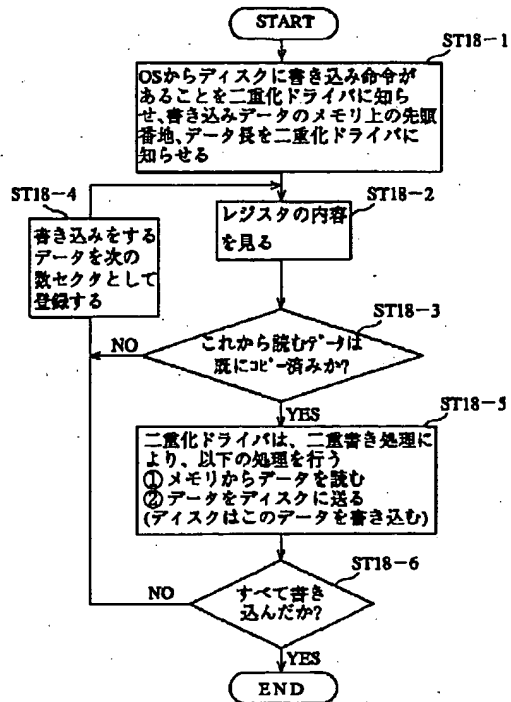 START
ST18-1
OSからディスクに書き込み命令が
あることを二重化ドライバに知ら
せ、書き込みデータのメモリ上の先頭
番地、データ長を二重化ドライバに
知らせる
ST18-4
ST18-2
書き込みをする
データを次の
数セクタとして
登録する
レジスタの内容
を見る
ST18-3
これから読むデータは
既にコピー済みか?
NO
YES
ST18-5
二重化ドライバは、二重書き処理に
より、以下の処理を行う
①メモリからデータを読む
②データをディスクに送る
(ディスクはこのデータを書き込む)
ST18-6
NO
すべて書き
込んだか?
YES
END